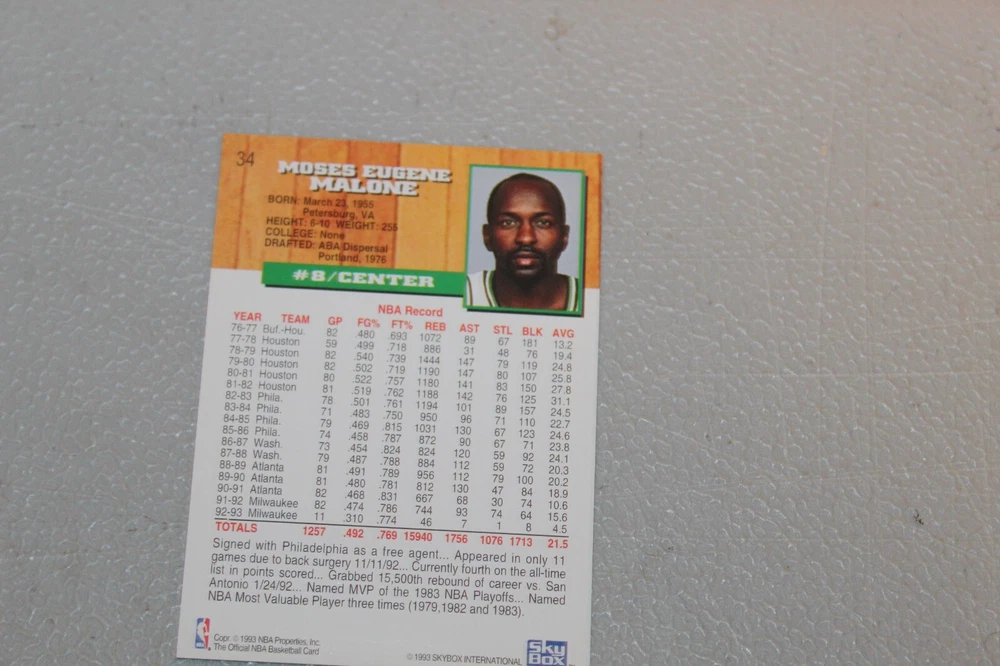 34
MOSES EUGENE
MALONE
BORN: March 23, 1955
Petersburg, VA
HEIGHT: 6-10 WEIGHT: 255
COLLEGE: None
DRAFTED: ABA Dispersal
Portland, 1976
#8/CENTER
NBA Record
YEAR TEAM GP FG% FT% REB AST STL BLK AVG
76-77 Buf.-Hou. 82 .480 .693 1072 89 67 181 13.2
77-78 Houston 59 .499 .718 886 31 48 76 19.4
78-79 Houston 82 .540 .739 1444 147 79 119 24.8
79-80 Houston 82 .502 .719 1190 147 80 107 25.8
80-81 Houston 80 .522 .757 1180 141 83 150 27.8
81-82 Houston 81 .519 .762 1188 142 76 125 31.1
82-83 Phila. 78 .501 .761 1194 101 89 157 24.5
83-84 Phila. 71 .483 .750 950 96 71 110 22.7
84-85 Phila. 79 .469 .815 1031 130 67 123 24.6
85-86 Phila. 74 .458 .787 872 90 67 71 23.8
86-87 Wash. 73 .454 .824 824 120 59 92 24.1
87-88 Wash. 79 .487 .788 884 112 59 72 20.3
88-89 Atlanta 81 .491 .789 956 112 79 100 20.2
89-90 Atlanta 81 .480 .781 812 130 47 84 18.9
90-91 Atlanta 82 .468 .831 667 68 30 74 10.6
91-92 Milwaukee 82 .474 .786 744 93 74 64 15.6
92-93 Milwaukee 11 .310 .774 46 7 1 8 4.5
TOTALS 1257 .492 .769 15940 1756 1076 1713 21.5
Signed with Philadelphia as a free agent... Appeared in only 11
games due to back surgery 11/11/92... Currently fourth on the all-time
list in points scored... Grabbed 15,500th rebound of career vs. San
Antonio 1/24/92... Named MVP of the 1983 NBA Playoffs... Named
NBA Most Valuable Player three times (1979,1982 and 1983).
Copr. © 1993 NBA Properties, Inc.
The Official NBA Basketball Card
© 1993 SKYBOX INTERNATIONAL
SkyBox